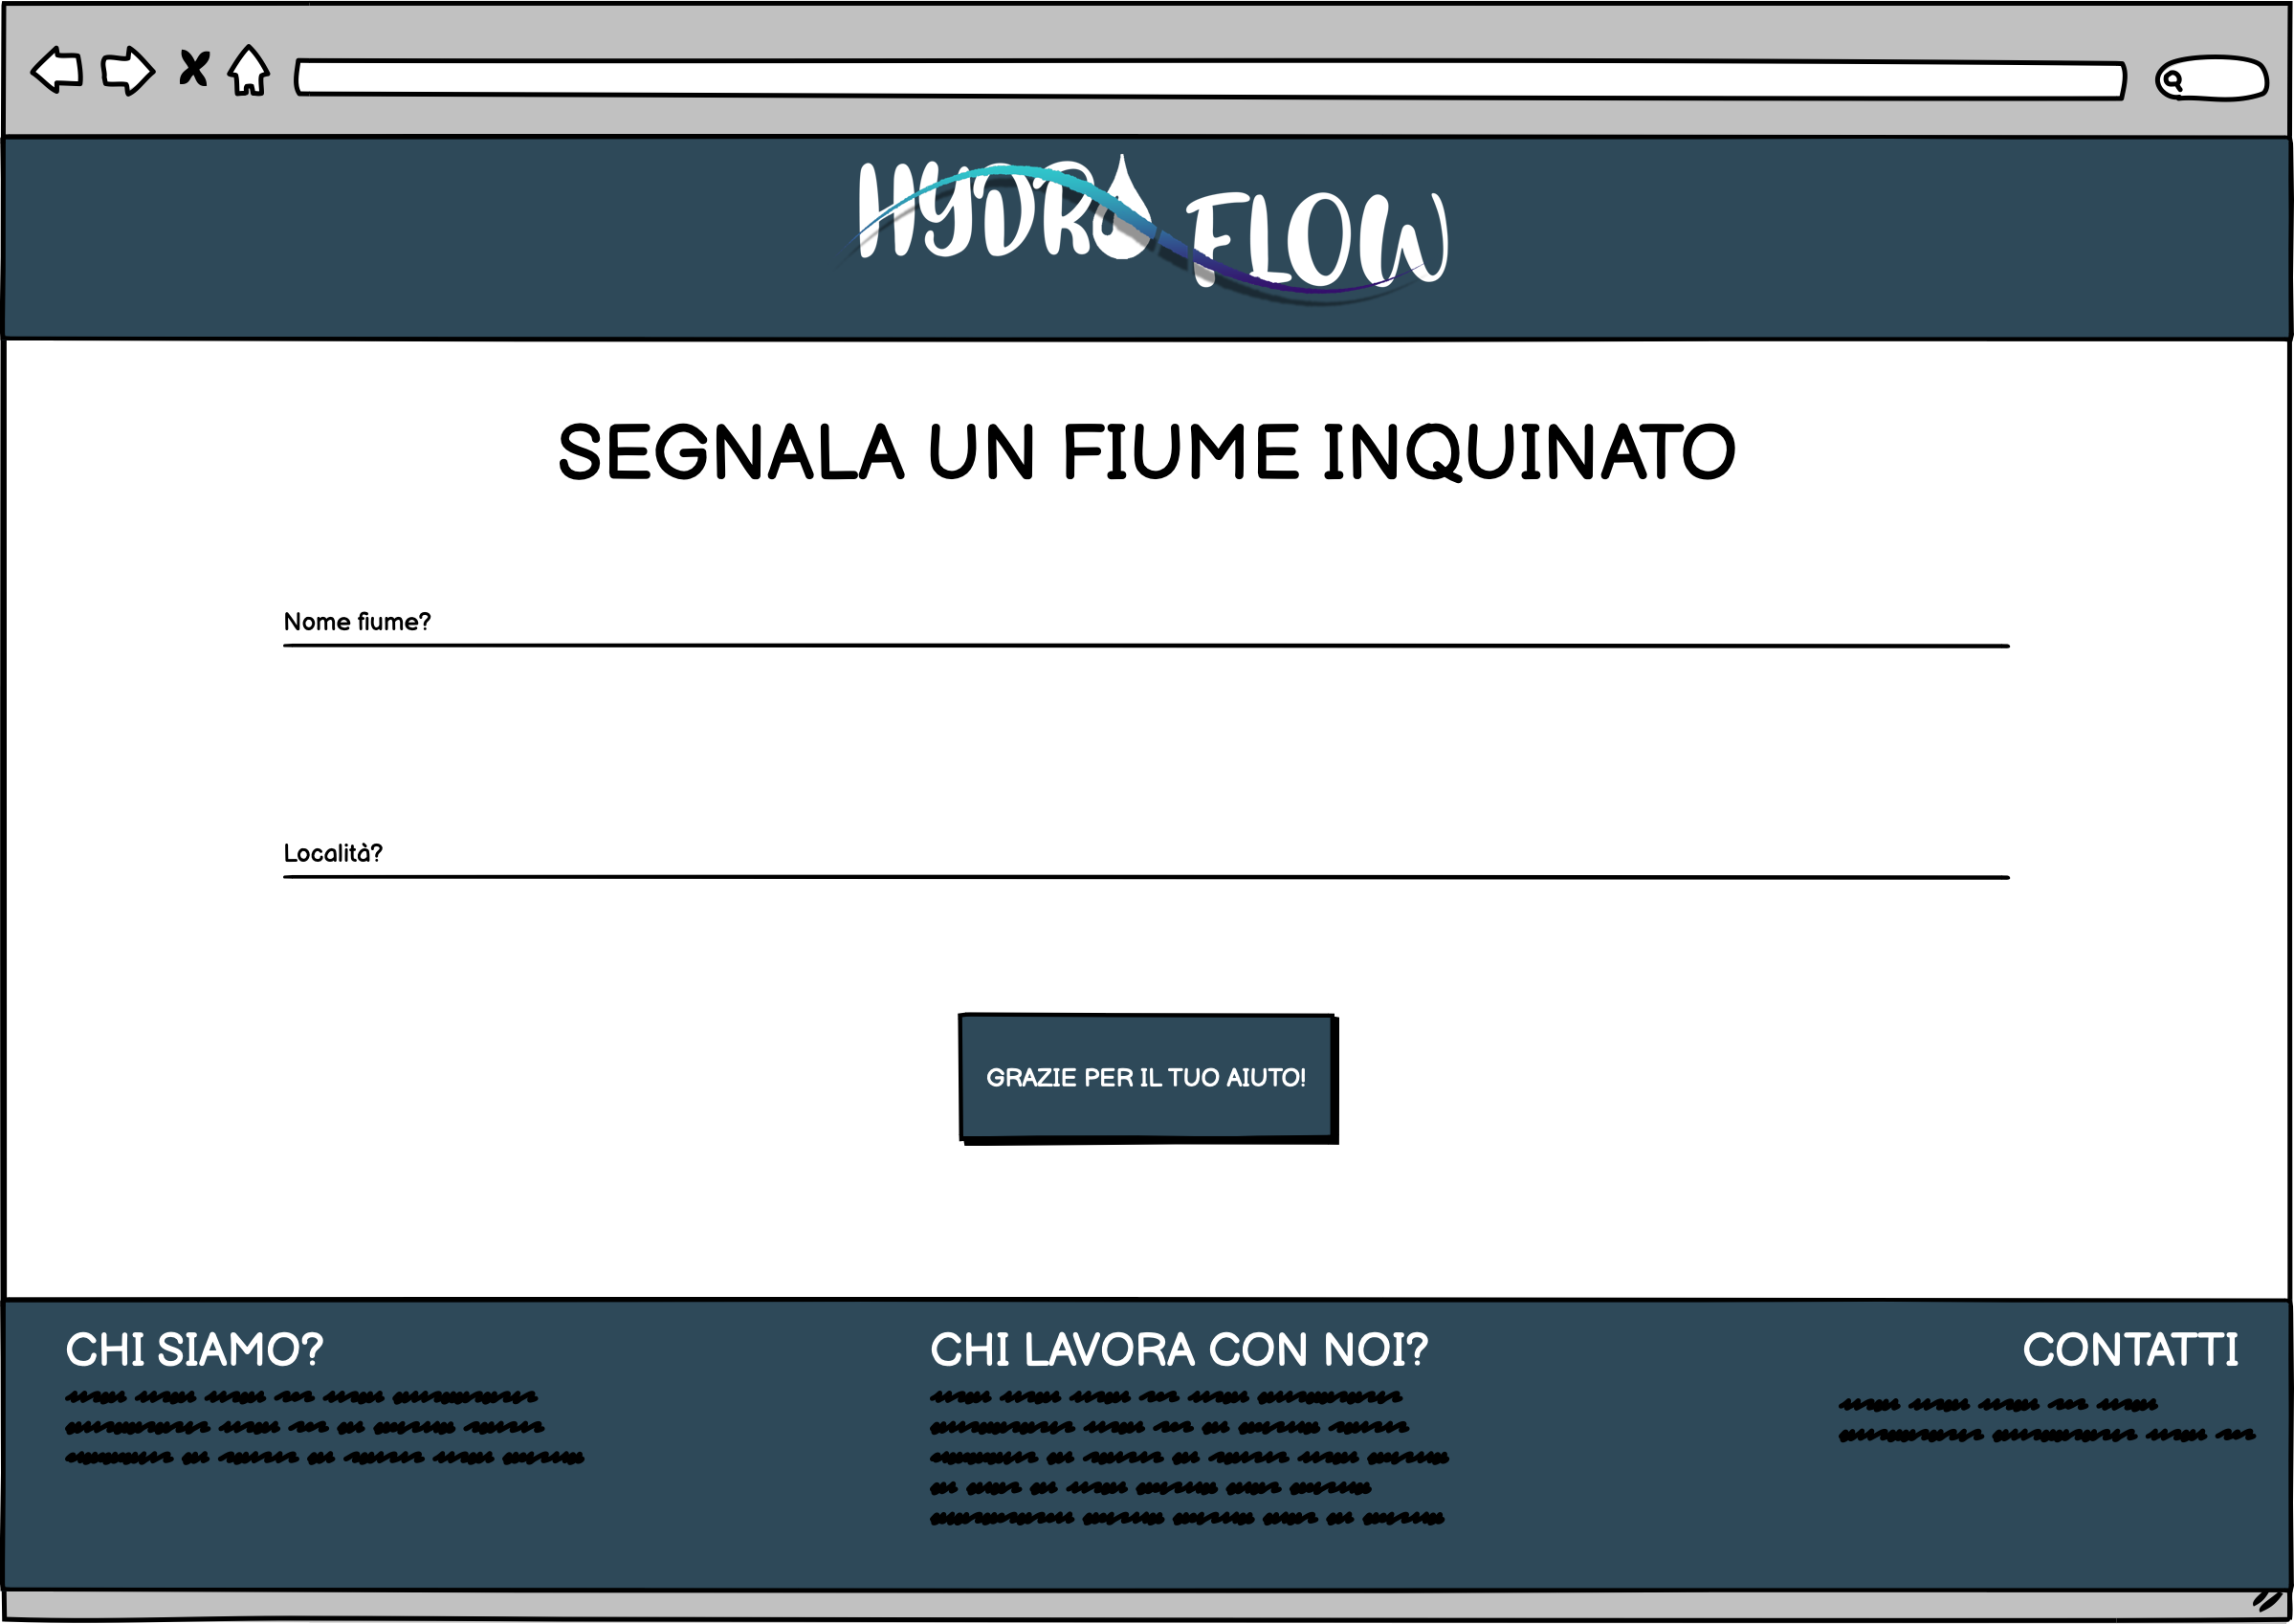 HYDRO FLOW
SEGNALA UN FIUME INQUINATO
Nome fiume?
Località?
GRAZIE PER IL TUO AIUTO!
CHI SIAMO?
CHI LAVORA CON NOI?
CONTATTI